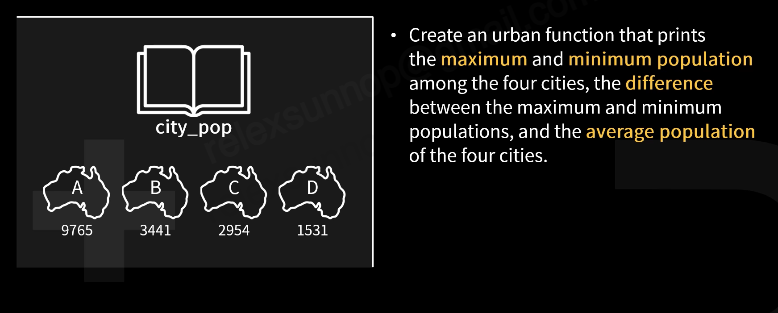 city_pop
A B C D
9765 3441 2954 1531
• Create an urban function that prints
the maximum and minimum population
among the four cities, the difference
between the maximum and minimum
populations, and the average population
of the four cities.